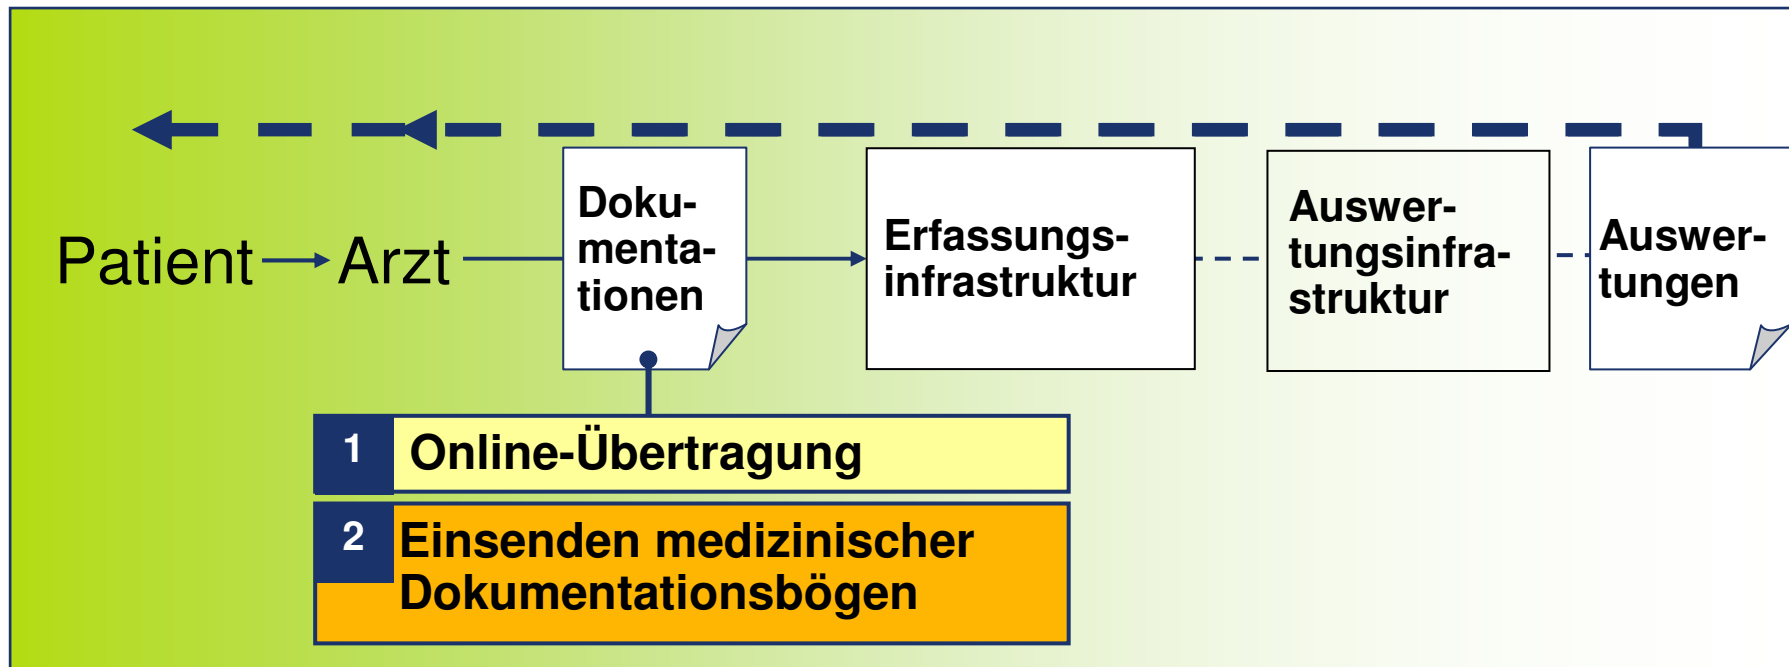 Patient
Arzt
Doku-
menta-
tionen
Erfassungs-
infrastruktur
Auswer-
tungsinfra-
struktur
Auswer-
tungen
1 Online-Übertragung
2 Einsenden medizinischer
Dokumentationsbögen